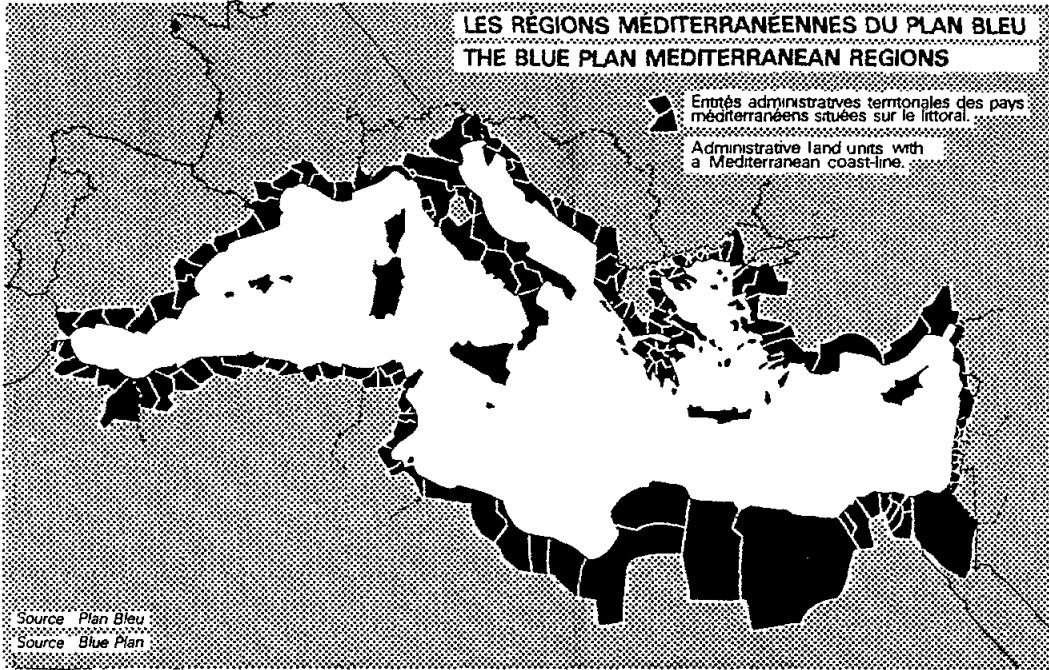 LES RÉGIONS MÉDITERRANÉENNES DU PLAN BLEU
THE BLUE PLAN MEDITERRANEAN REGIONS
Entités administratives territoriales des pays
méditerranéens situées sur le littoral.
Administrative land units with
a Mediterranean coast-line.
Source Plan Bleu
Source Blue Plan